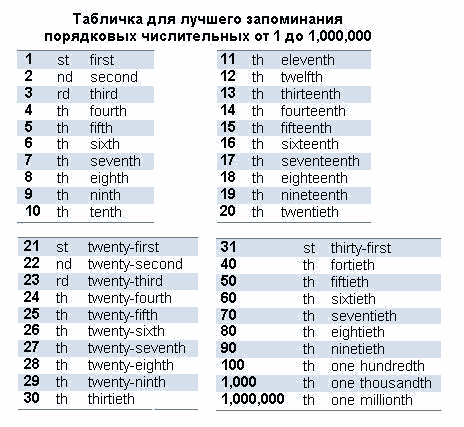 Табличка для лучшего запоминания
порядковых числительных от 1 до 1,000,000
1 st first
2 nd second
3 rd third
4 th fourth
5 th fifth
6 th sixth
7 th seventh
8 th eighth
9 th ninth
10 th tenth
11 th eleventh
12 th twelfth
13 th thirteenth
14 th fourteenth
15 th fifteenth
16 th sixteenth
17 th seventeenth
18 th eighteenth
19 th nineteenth
20 th twentieth
21 st twenty-first
22 nd twenty-second
23 rd twenty-third
24 th twenty-fourth
25 th twenty-fifth
26 th twenty-sixth
27 th twenty-seventh
28 th twenty-eighth
29 th twenty-ninth
30 th thirtieth
31 st thirty-first
40 th fortieth
50 th fiftieth
60 th sixtieth
70 th seventieth
80 th eightieth
90 th ninetieth
100 th one hundredth
1,000 th one thousandth
1,000,000 th one millionth